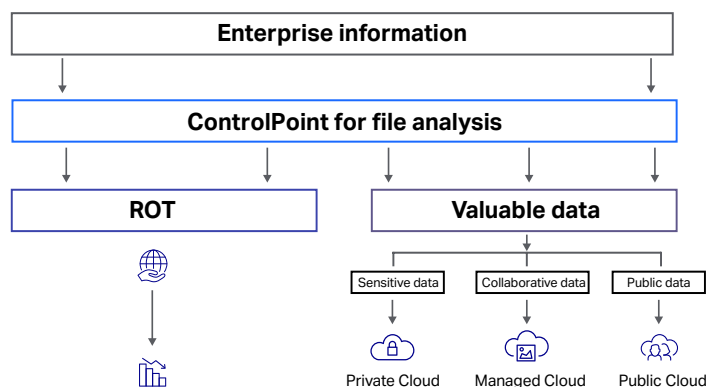 Enterprise information
ControlPoint for file analysis
ROT
Valuable data
Sensitive data
Collaborative data
Public data
Private Cloud
Managed Cloud
Public Cloud